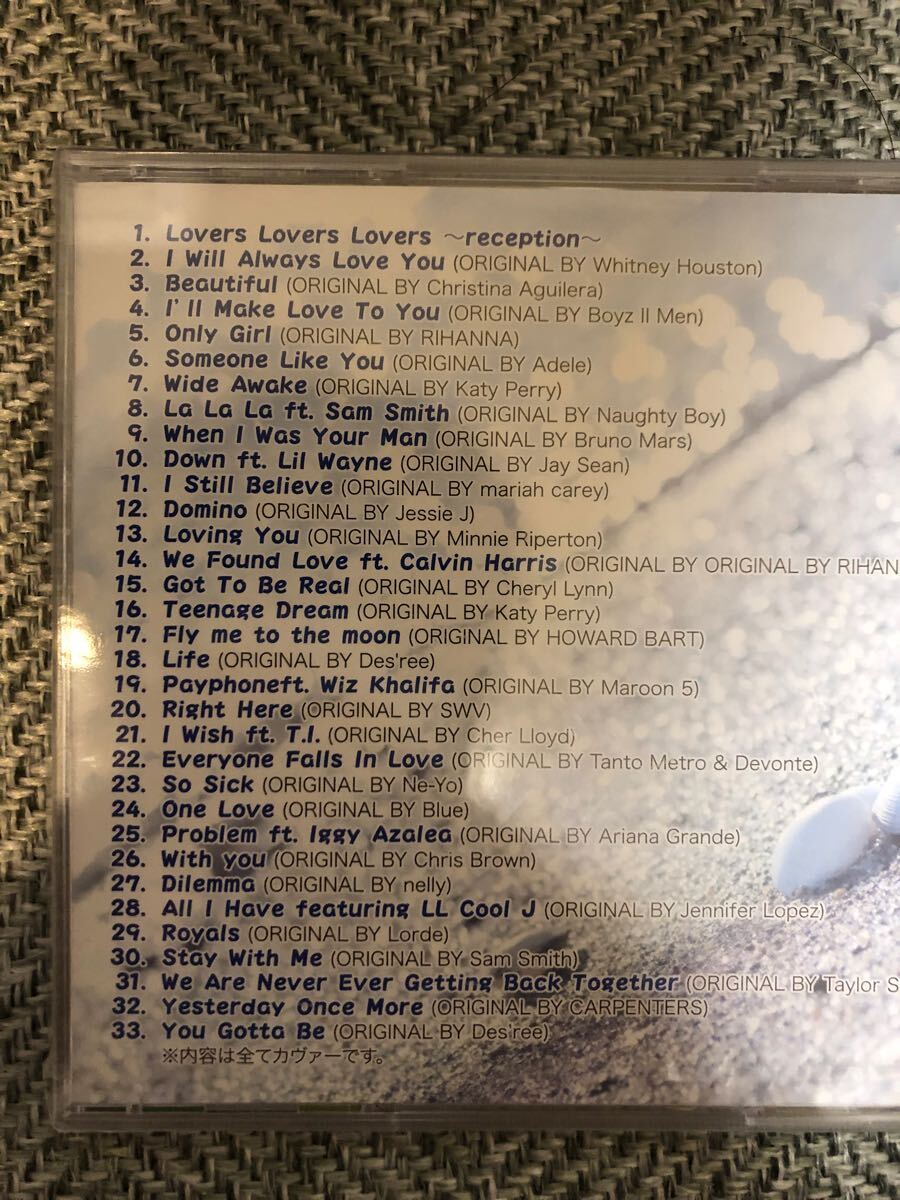 1. Lovers Lovers Lovers ～reception～
2. I Will Always Love You (ORIGINAL BY Whitney Houston)
3. Beautiful (ORIGINAL BY Christina Aguilera)
4. I'll Make Love To You (ORIGINAL BY Boyz II Men)
5. Only Girl (ORIGINAL BY RIHANNA)
6. Someone Like You (ORIGINAL BY Adele)
7. Wide Awake (ORIGINAL BY Katy Perry)
8. La La La ft. Sam Smith (ORIGINAL BY Naughty Boy)
9. When I Was Your Man (ORIGINAL BY Bruno Mars)
10. Down ft. Lil Wayne (ORIGINAL BY Jay Sean)
11. I Still Believe (ORIGINAL BY mariah carey)
12. Domino (ORIGINAL BY Jessie J)
13. Loving You (ORIGINAL BY Minnie Riperton)
14. We Found Love ft. Calvin Harris (ORIGINAL BY ORIGINAL BY RIHAN
15. Got To Be Real (ORIGINAL BY Cheryl Lynn)
16. Teenage Dream (ORIGINAL BY Katy Perry)
17. Fly me to the moon (ORIGINAL BY HOWARD BART)
18. Life (ORIGINAL BY Des'ree)
19. Payphoneft. Wiz Khalifa (ORIGINAL BY Maroon 5)
20. Right Here (ORIGINAL BY SWV)
21. I Wish ft. T.I. (ORIGINAL BY Cher Lloyd)
22. Everyone Falls In Love (ORIGINAL BY Tanto Metro & Devonte)
23. So Sick (ORIGINAL BY Ne-Yo)
24. One Love (ORIGINAL BY Blue)
25. Problem ft. Iggy Azalea (ORIGINAL BY Ariana Grande)
26. With you (ORIGINAL BY Chris Brown)
27. Dilemma (ORIGINAL BY nelly)
28. All I Have featuring LL Cool J (ORIGINAL BY Jennifer Lopez)
29. Royals (ORIGINAL BY Lorde)
30. Stay With Me (ORIGINAL BY Sam Smith)
31. We Are Never Ever Getting Back Together (ORIGINAL BY Taylor S
32. Yesterday Once More (ORIGINAL BY CARPENTERS)
33. You Gotta Be (ORIGINAL BY Des'ree)
※内容は全てカヴァーです。